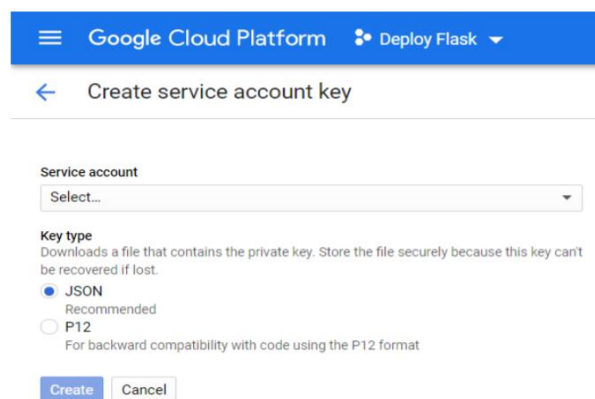 Google Cloud Platform Deploy Flask
Create service account key
Service account
Select...
Key type
Downloads a file that contains the private key. Store the file securely because this key can't
be recovered if lost.
JSON
Recommended
P12
For backward compatibility with code using the P12 format
Create Cancel